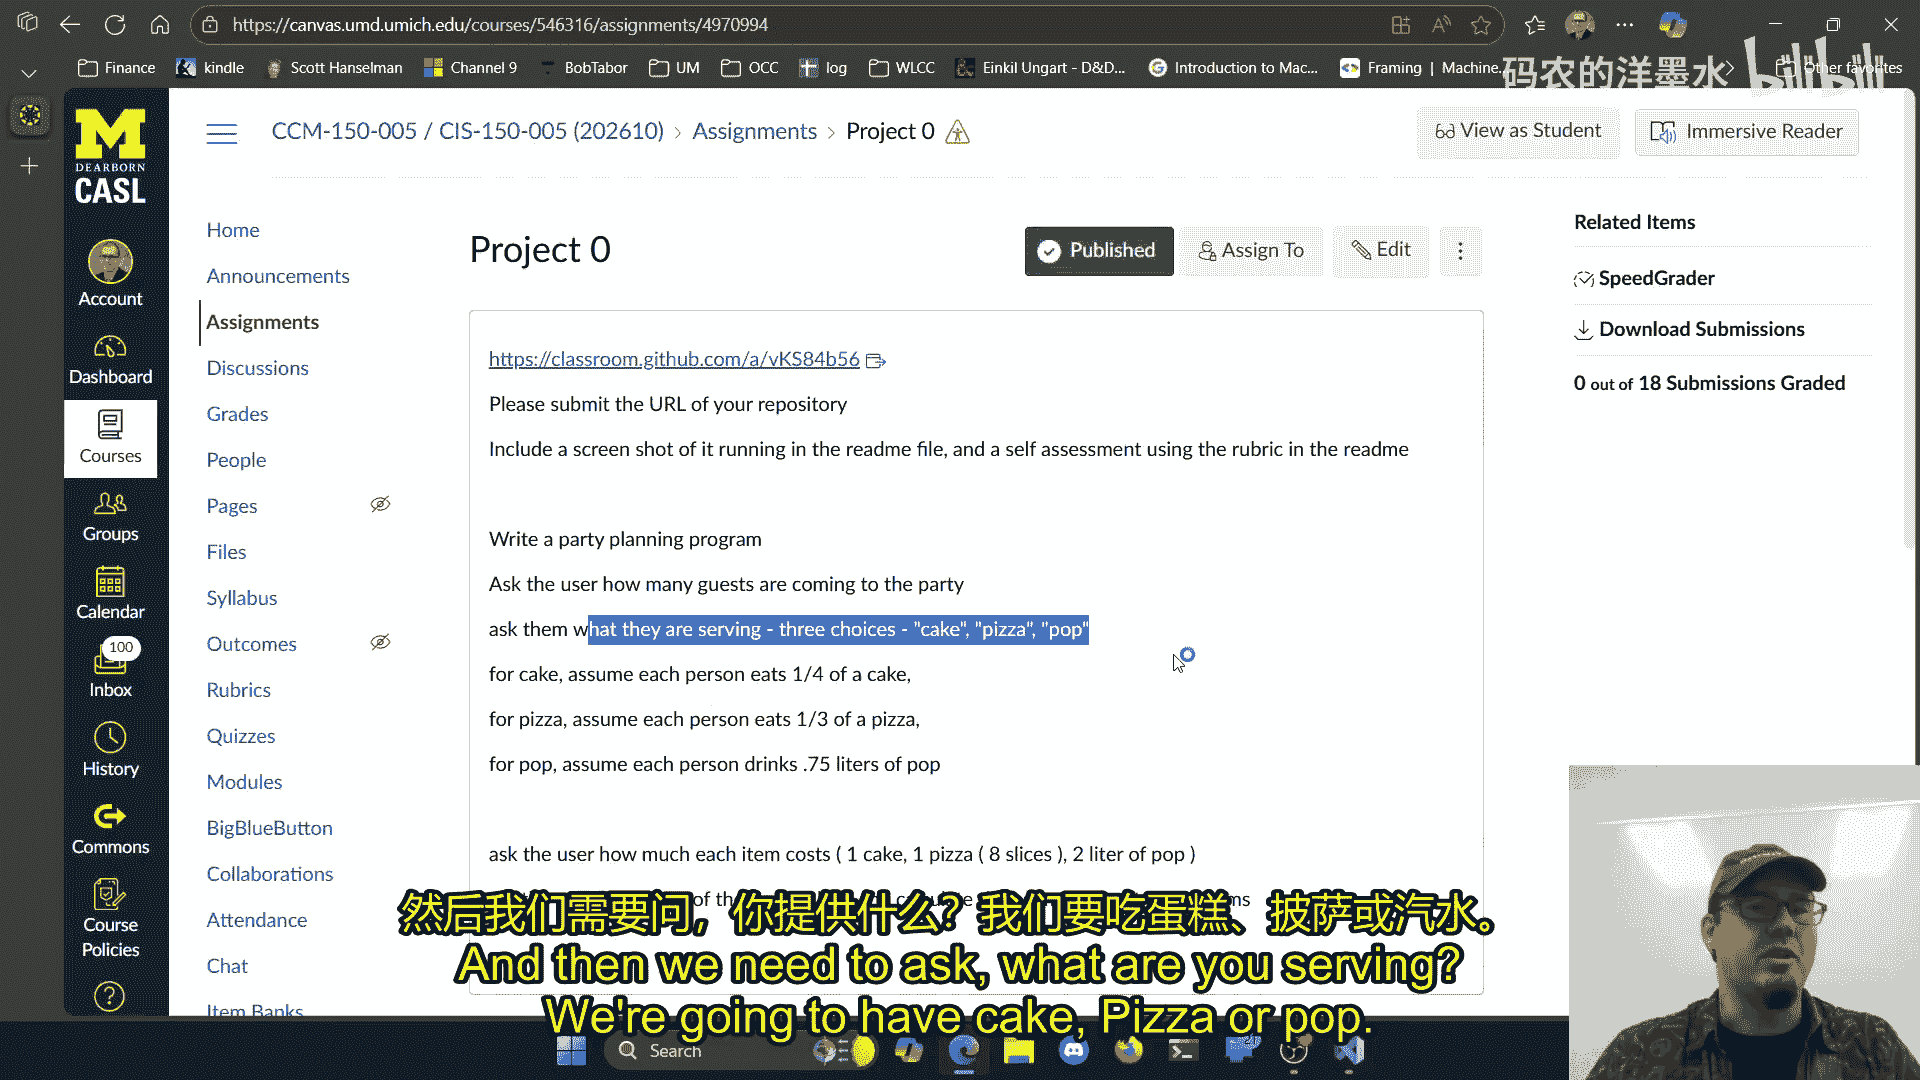 https://canvas.umd.umich.edu/courses/546316/assignments/4970994
Finance
kindle
Scott Hanselman
Channel 9
BobTabor
UM
OCC
log
WLCC
Einkil Ungart - D&D...
Introduction to Mac...
Framing | Machine...
Other favorites
码农的洋墨水
bilibili
M
DEARBORN
CASL
Account
Dashboard
Courses
Groups
Calendar
100
Inbox
History
Commons
Course
Policies
CCM-150-005 / CIS-150-005 (202610) › Assignments › Project 0
View as Student
Immersive Reader
Home
Announcements
Assignments
Discussions
Grades
People
Pages
Files
Syllabus
Outcomes
Rubrics
Quizzes
Modules
BigBlueButton
Collaborations
Attendance
Chat
Item Banks
Project 0
Published
Assign To
Edit
https://classroom.github.com/a/vKS84b56
Please submit the URL of your repository
Include a screen shot of it running in the readme file, and a self assessment using the rubric in the readme
Write a party planning program
Ask the user how many guests are coming to the party
ask them what they are serving - three choices - "cake", "pizza", "pop"
for cake, assume each person eats 1/4 of a cake,
for pizza, assume each person eats 1/3 of a pizza,
for pop, assume each person drinks .75 liters of pop
ask the user how much each item costs ( 1 cake, 1 pizza ( 8 slices ), 2 liter of pop )
Related Items
SpeedGrader
Download Submissions
0 out of 18 Submissions Graded
然后我们需要问，你提供什么？我们要吃蛋糕、披萨或汽水。
And then we need to ask, what are you serving?
We're going to have cake, Pizza or pop.
Search